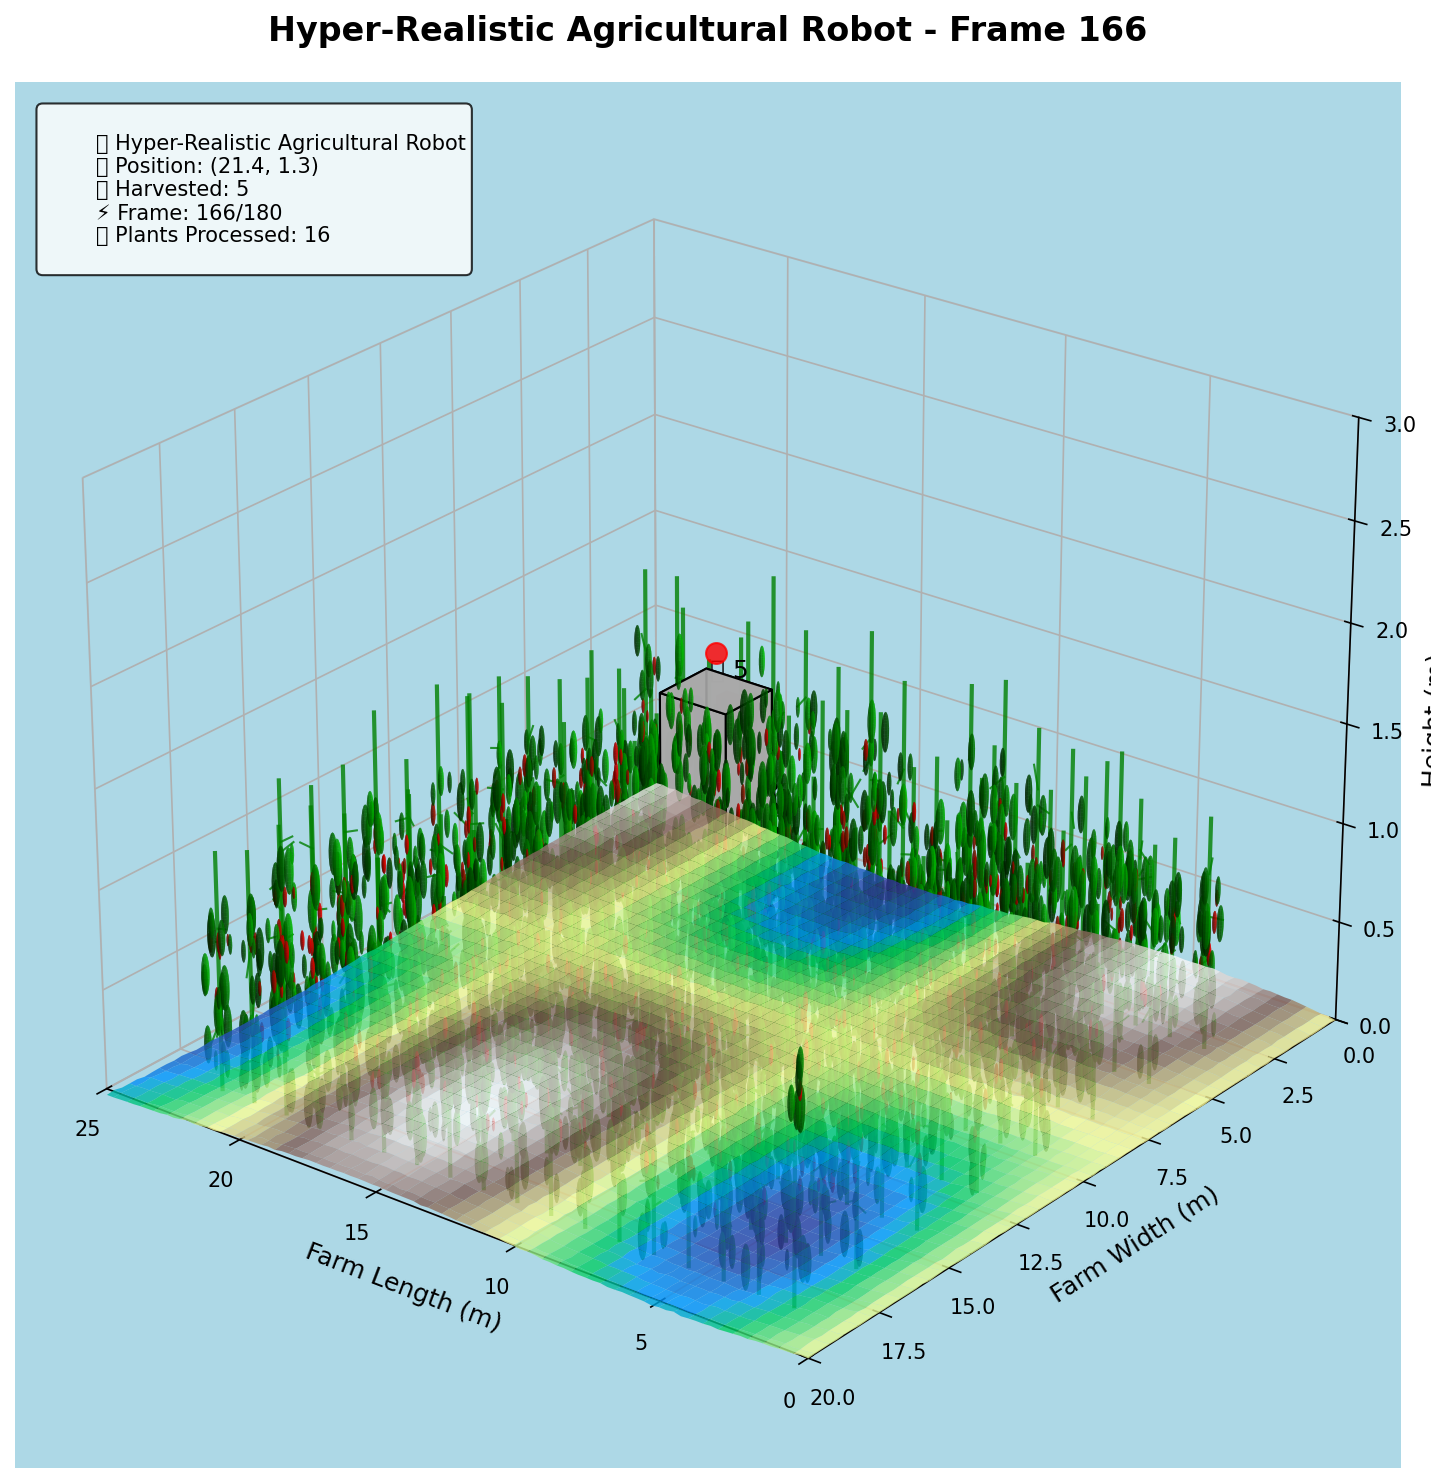 Hyper-Realistic Agricultural Robot - Frame 166
Hyper-Realistic Agricultural Robot
Position: (21.4, 1.3)
Harvested: 5
⚡ Frame: 166/180
Plants Processed: 16
5
3.0
2.5
2.0
1.5
1.0
0.5
0.0
Height (m)
0.0
2.5
5.0
7.5
10.0
12.5
15.0
17.5
20.0
Farm Width (m)
25
20
15
10
5
0
Farm Length (m)